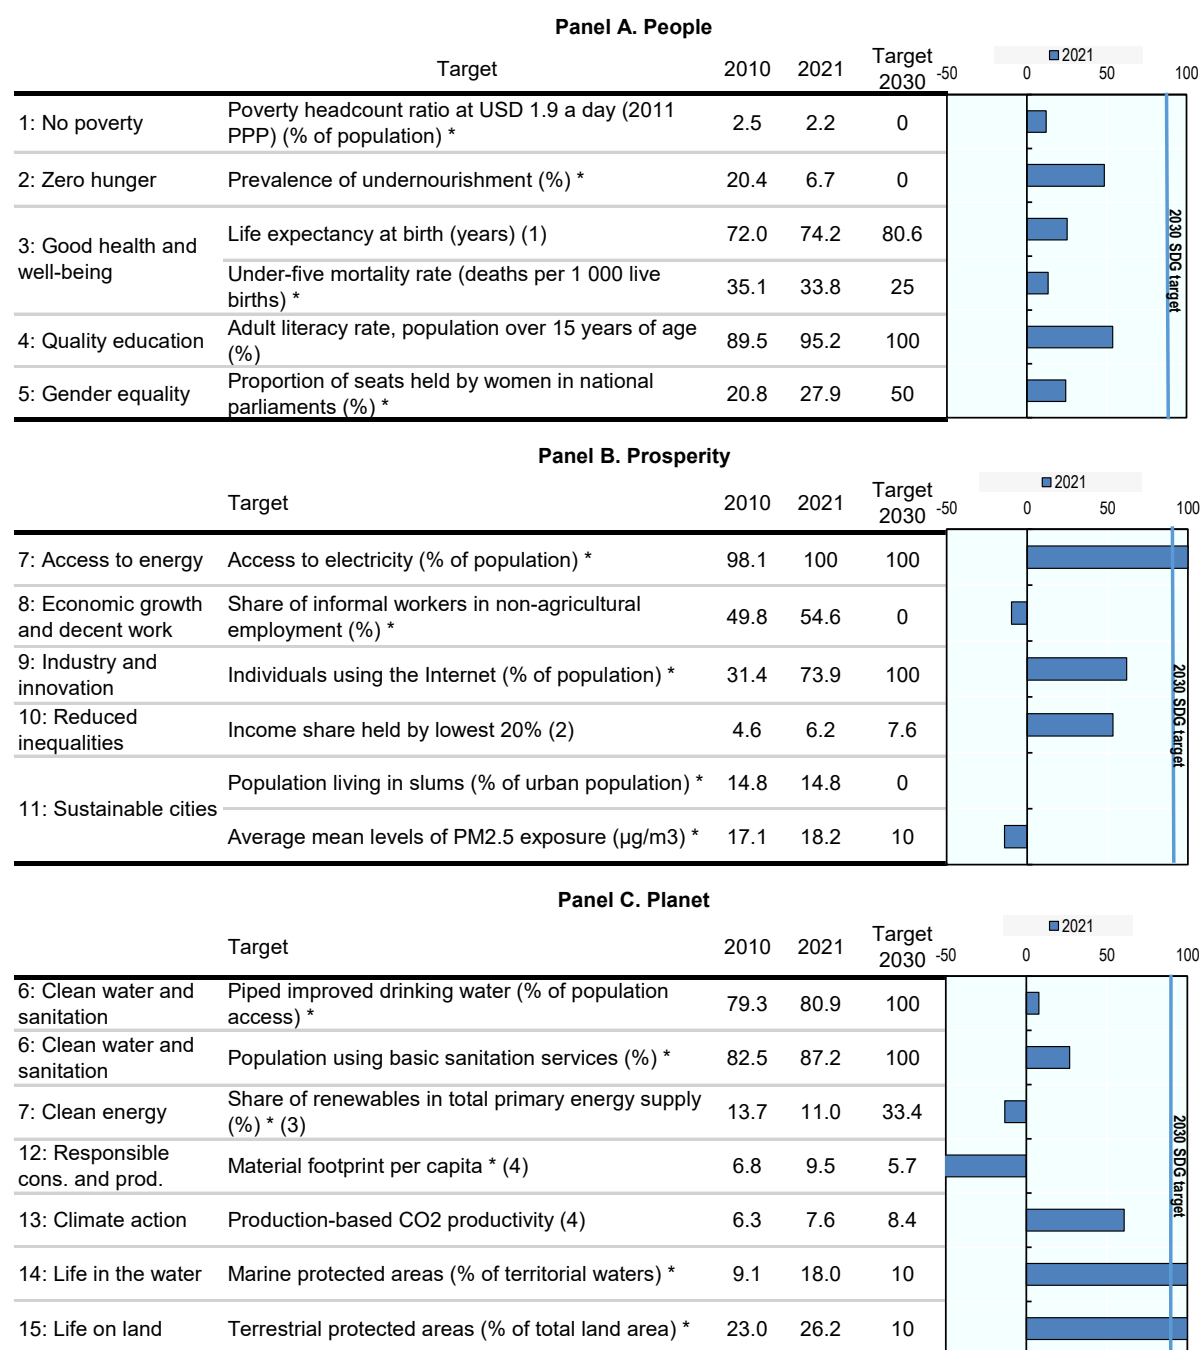 Panel A. People
Target 2010 2021 Target 2030
2021
-50 0 50 100
1: No poverty
Poverty headcount ratio at USD 1.9 a day (2011
PPP) (% of population) *
2.5 2.2 0
2: Zero hunger
Prevalence of undernourishment (%) *
20.4 6.7 0
3: Good health and
well-being
Life expectancy at birth (years) (1)
72.0 74.2 80.6
Under-five mortality rate (deaths per 1 000 live
births) *
35.1 33.8 25
4: Quality education
Adult literacy rate, population over 15 years of age
(%)
89.5 95.2 100
5: Gender equality
Proportion of seats held by women in national
parliaments (%) *
20.8 27.9 50
2030 SDG target
Panel B. Prosperity
Target 2010 2021 Target 2030
2021
-50 0 50 100
7: Access to energy
Access to electricity (% of population) *
98.1 100 100
8: Economic growth
and decent work
Share of informal workers in non-agricultural
employment (%) *
49.8 54.6 0
9: Industry and
innovation
Individuals using the Internet (% of population) *
31.4 73.9 100
10: Reduced
inequalities
Income share held by lowest 20% (2)
4.6 6.2 7.6
11: Sustainable cities
Population living in slums (% of urban population) *
14.8 14.8 0
Average mean levels of PM2.5 exposure (µg/m3) *
17.1 18.2 10
2030 SDG target
Panel C. Planet
Target 2010 2021 Target 2030
2021
-50 0 50 100
6: Clean water and
sanitation
Piped improved drinking water (% of population
access) *
79.3 80.9 100
6: Clean water and
sanitation
Population using basic sanitation services (%) *
82.5 87.2 100
7: Clean energy
Share of renewables in total primary energy supply
(%) * (3)
13.7 11.0 33.4
12: Responsible
cons. and prod.
Material footprint per capita * (4)
6.8 9.5 5.7
13: Climate action
Production-based CO2 productivity (4)
6.3 7.6 8.4
14: Life in the water
Marine protected areas (% of territorial waters) *
9.1 18.0 10
15: Life on land
Terrestrial protected areas (% of total land area) *
23.0 26.2 10
2030 SDG target